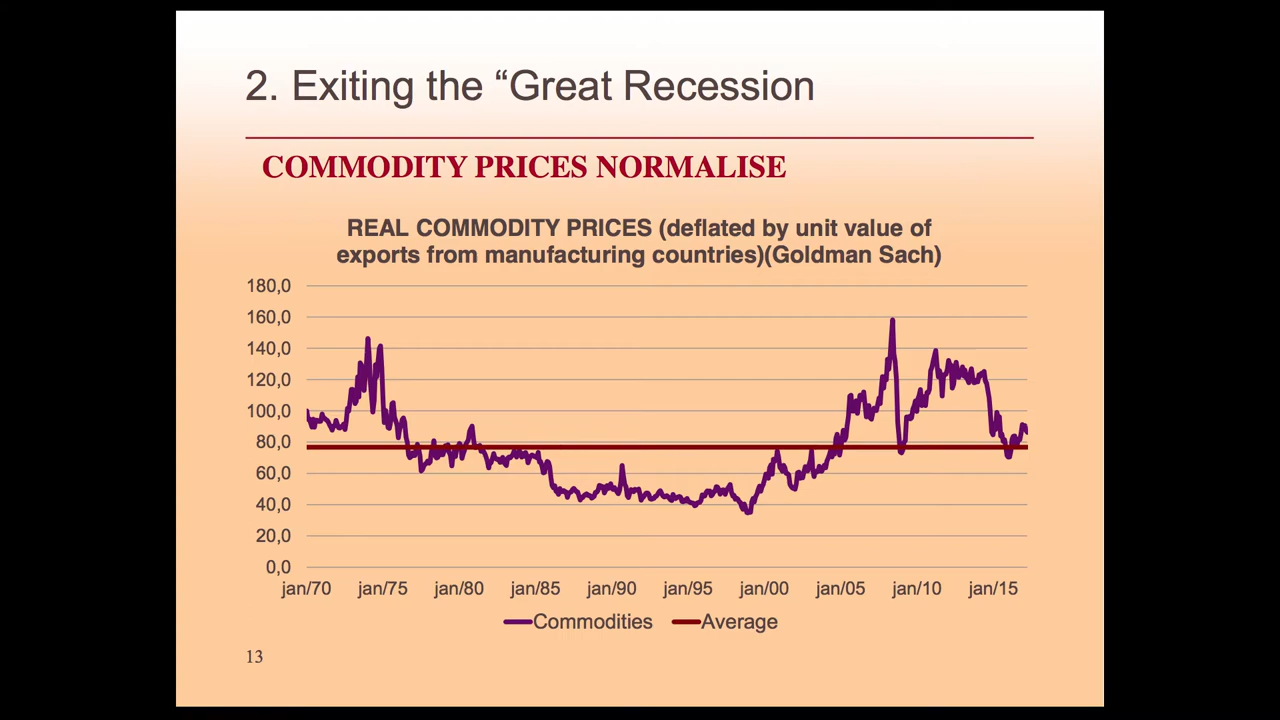 2. Exiting the “Great Recession
COMMODITY PRICES NORMALISE
REAL COMMODITY PRICES (deflated by unit value of
exports from manufacturing countries)(Goldman Sach)
180,0
160,0
140,0
120,0
100,0
80,0
60,0
40,0
20,0
0,0
jan/70 jan/75 jan/80 jan/85 jan/90 jan/95 jan/00 jan/05 jan/10 jan/15
Commodities Average
13